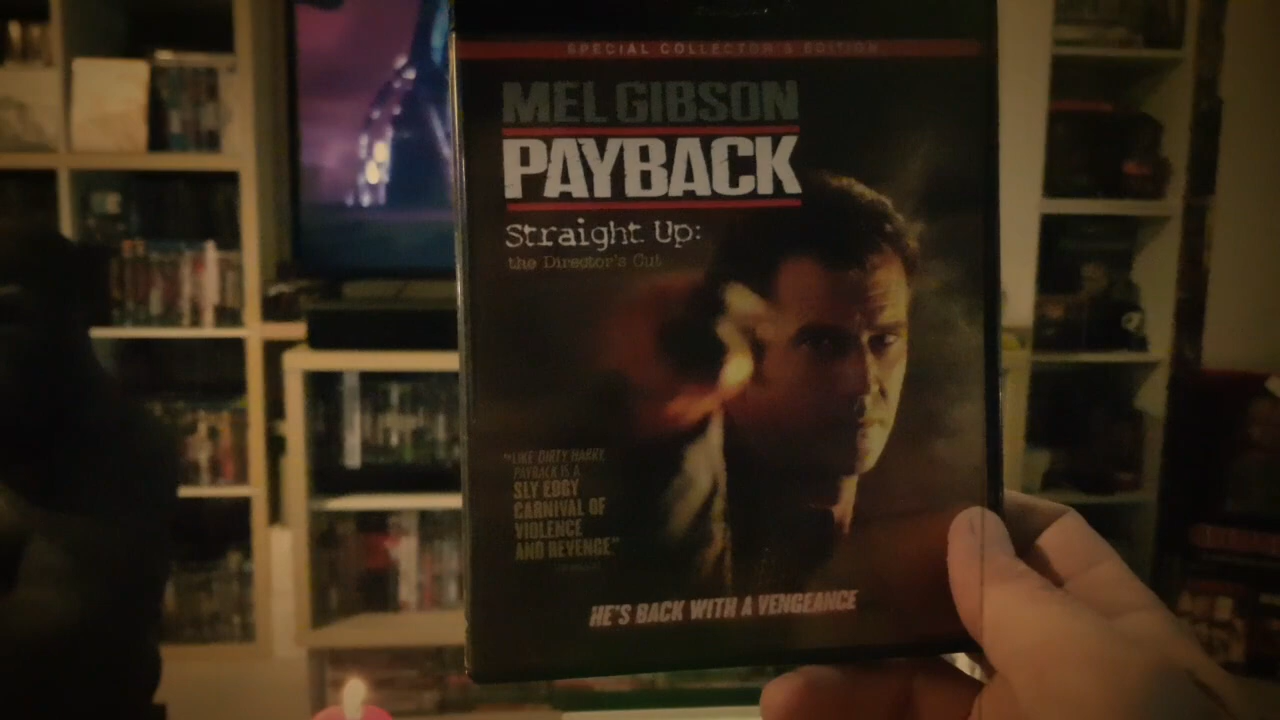 SPECIAL COLLECTOR'S EDITION
MEL GIBSON
PAYBACK
Straight Up:
the Director's Cut
"LIKE DIRTY HARRY,
PAYBACK IS A
SLY EDGY
CARNIVAL OF
VIOLENCE
AND REVENGE."
HE'S BACK WITH A VENGEANCE